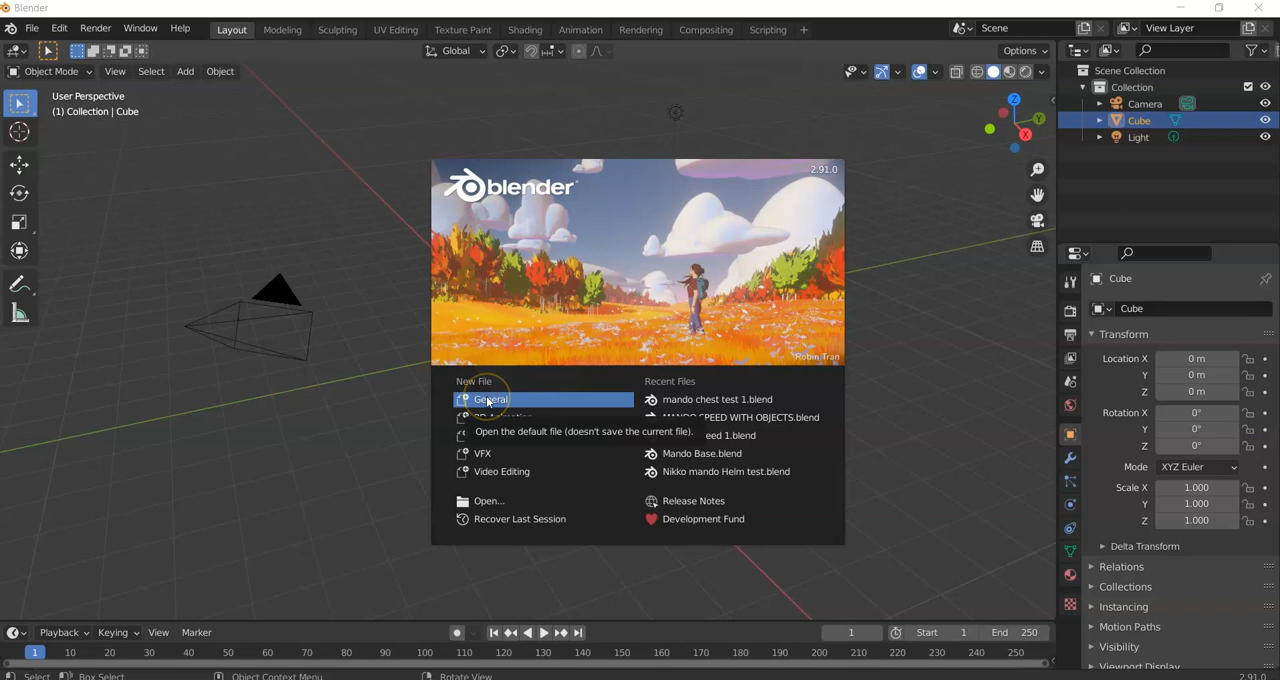 Blender
File Edit Render Window Help Layout Modeling Sculpting UV Editing Texture Paint Shading Animation Rendering Compositing Scripting + Scene View Layer
Global Options
Object Mode View Select Add Object
User Perspective
(1) Collection | Cube
Z
Y
X
Scene Collection
Collection
Camera
Cube
Light
blender
2.91.0
Robin Tran
New File
General
Open the default file (doesn't save the current file).
VFX
Video Editing
Open...
Recover Last Session
Recent Files
mando chest test 1.blend
MANDO SPEED WITH OBJECTS.blend
eed 1.blend
Mando Base.blend
Nikko mando Helm test.blend
Release Notes
Development Fund
Cube
Cube
Transform
Location X 0 m
Y 0 m
Z 0 m
Rotation X 0°
Y 0°
Z 0°
Mode XYZ Euler
Scale X 1.000
Y 1.000
Z 1.000
Delta Transform
Relations
Collections
Instancing
Motion Paths
Visibility
Viewport Display
Playback Keying View Marker 1 Start 1 End 250
1 10 20 30 40 50 60 70 80 90 100 110 120 130 140 150 160 170 180 190 200 210 220 230 240 250
Select Box Select Object Context Menu Rotate View 2.91.0